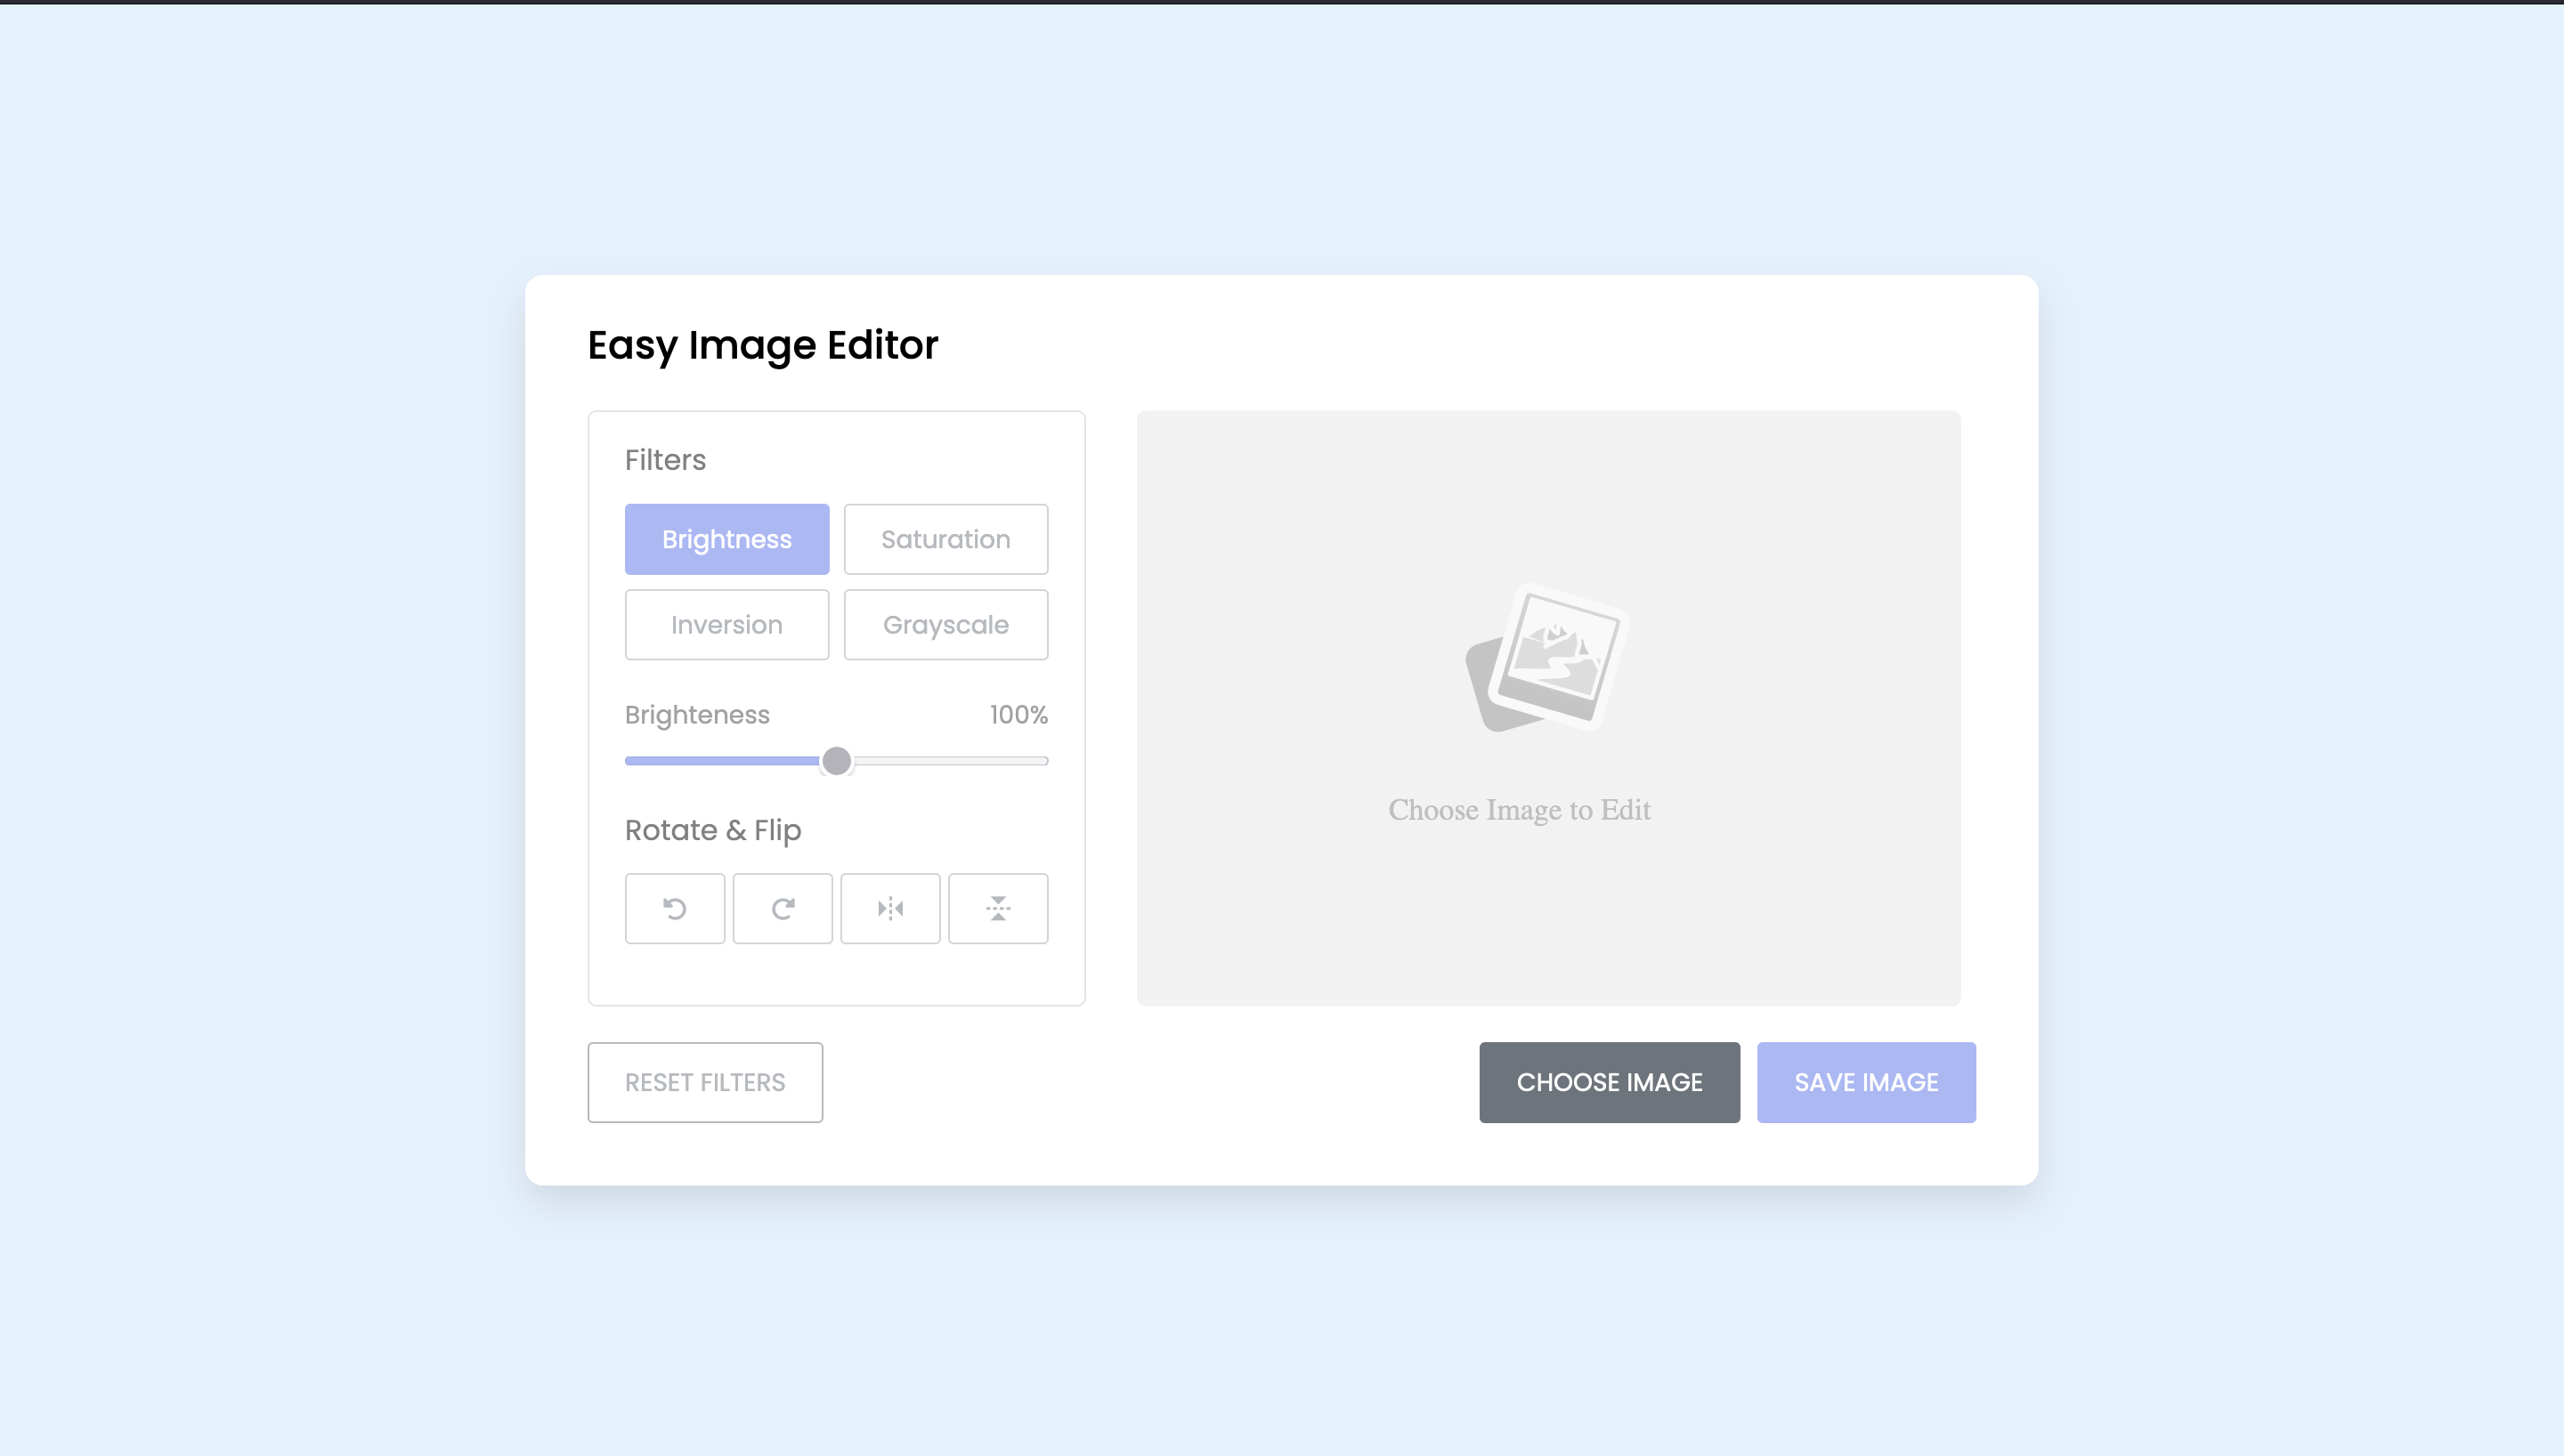 Easy Image Editor
Filters
Brightness
Saturation
Inversion
Grayscale
Brighteness 100%
Rotate & Flip
Choose Image to Edit
RESET FILTERS
CHOOSE IMAGE
SAVE IMAGE